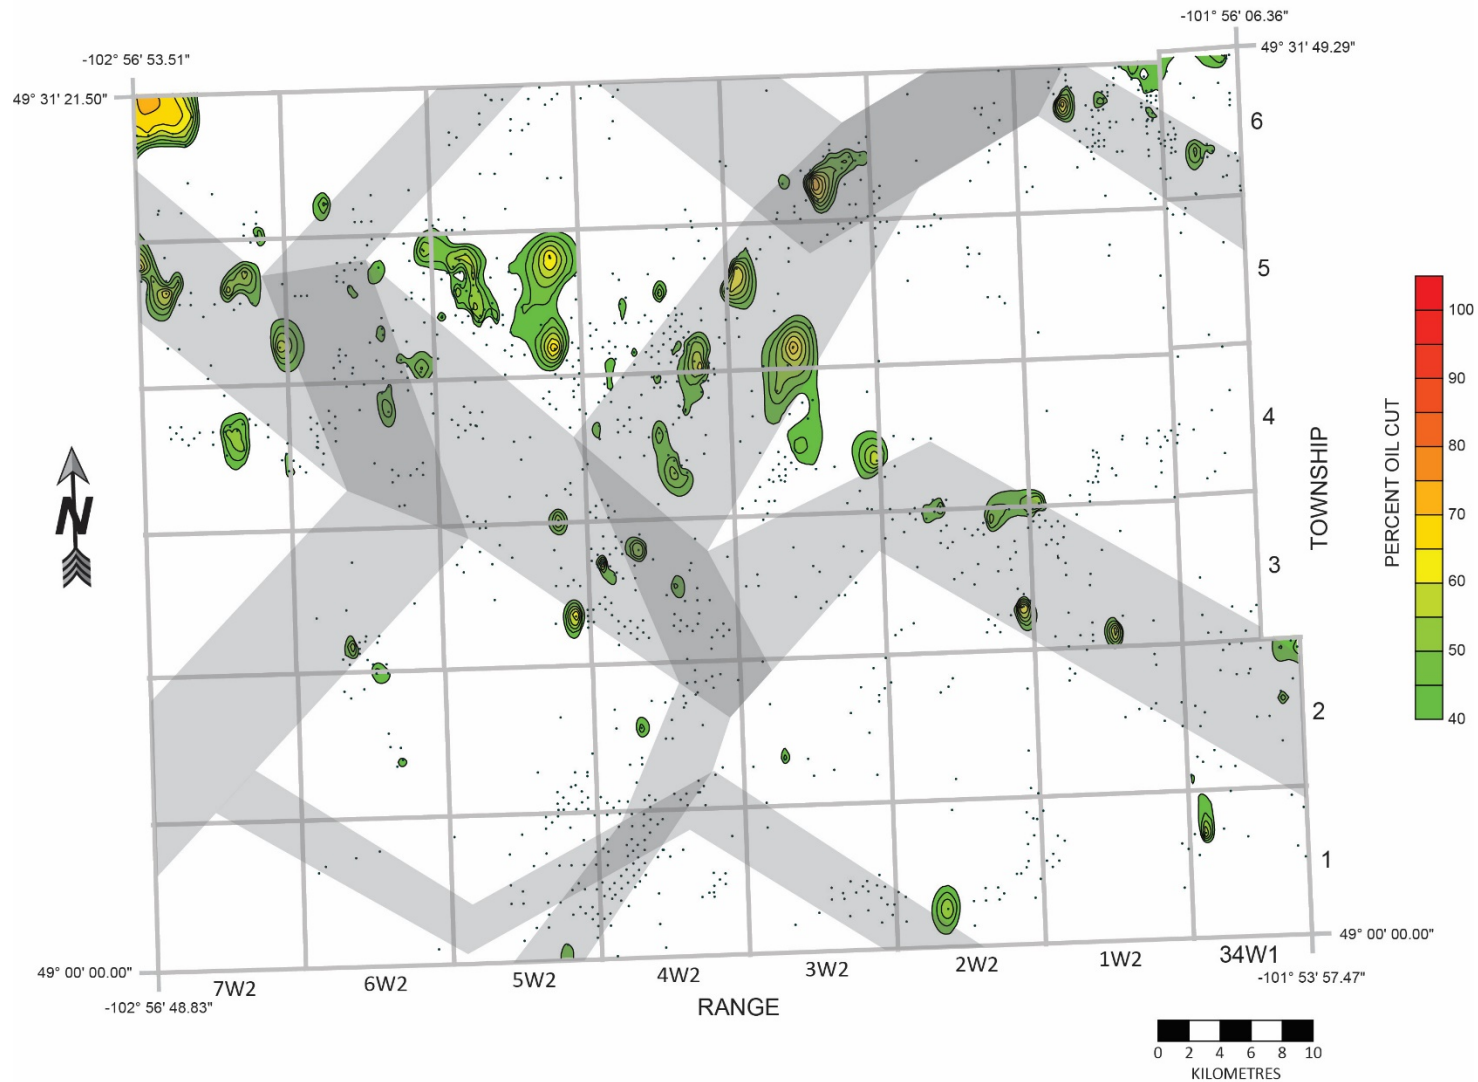 -101° 56' 06.36"
-102° 56' 53.51"
49° 31' 49.29"
49° 31' 21.50"
6
5
4
3
2
1
TOWNSHIP
PERCENT OIL CUT
100
90
80
70
60
50
40
N
49° 00' 00.00"
49° 00' 00.00"
7W2
6W2
5W2
4W2
3W2
2W2
1W2
34W1
-101° 53' 57.47"
-102° 56' 48.83"
RANGE
0 2 4 6 8 10
KILOMETRES